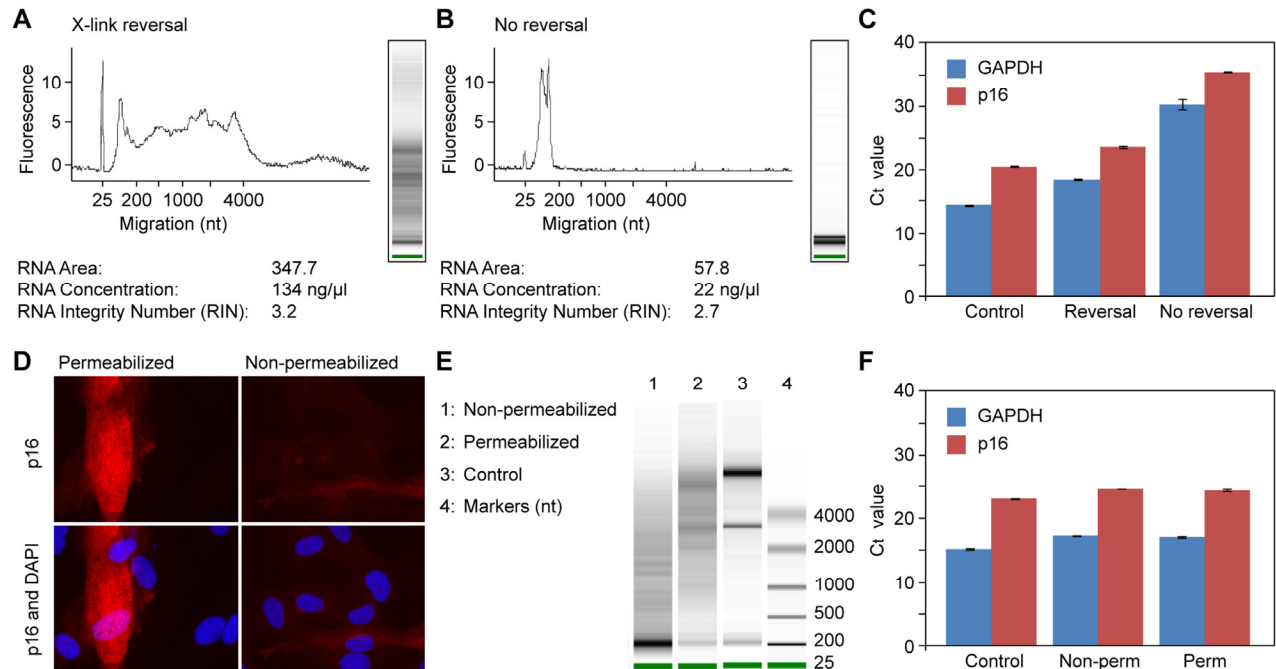 A
X-link reversal
Fluorescence
10
5
0
25 200 1000 4000
Migration (nt)
RNA Area: 347.7
RNA Concentration: 134 ng/µl
RNA Integrity Number (RIN): 3.2
B
No reversal
Fluorescence
10
5
0
25 200 1000 4000
Migration (nt)
RNA Area: 57.8
RNA Concentration: 22 ng/µl
RNA Integrity Number (RIN): 2.7
C
40
30
20
10
0
Ct value
GAPDH
p16
Control Reversal No reversal
D
Permeabilized Non-permeabilized
p16
p16 and DAPI
E
1 2 3 4
1: Non-permeabilized
2: Permeabilized
3: Control
4: Markers (nt)
4000
2000
1000
500
200
25
F
40
30
20
10
0
Ct value
GAPDH
p16
Control Non-perm Perm